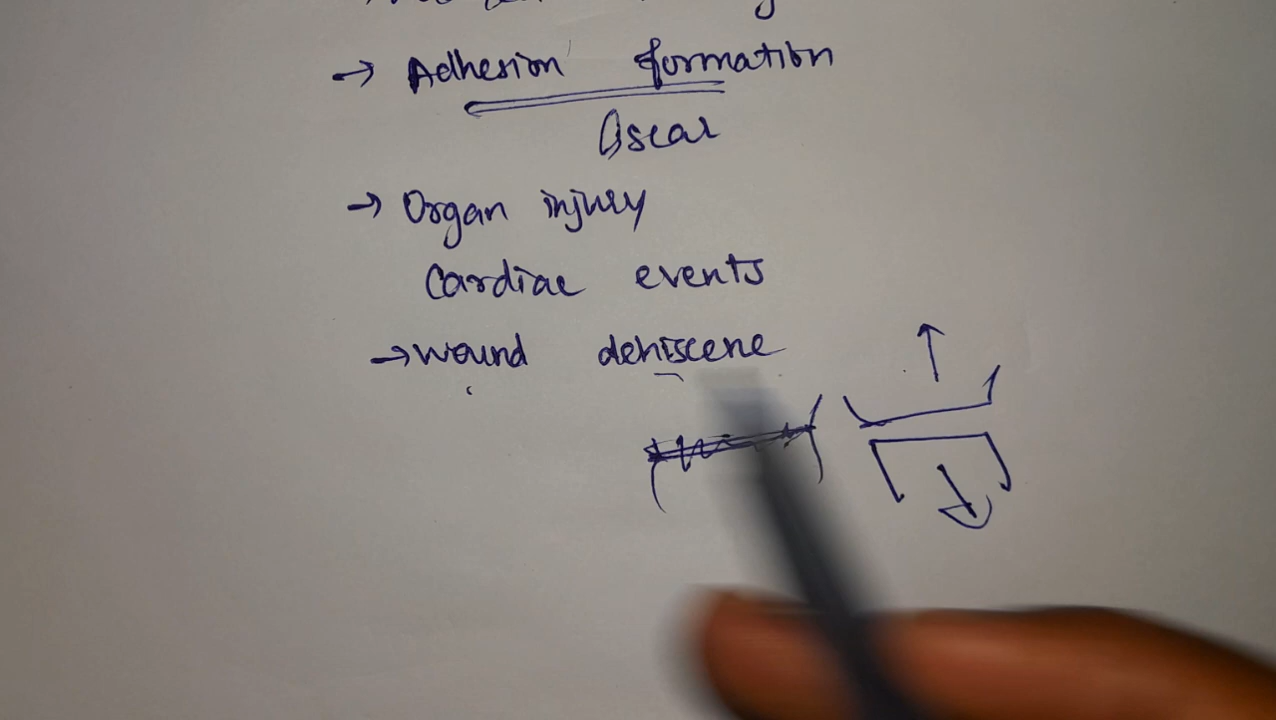 → Adhesion formation
scar
→ Organ injury
Cardiac events
→ wound dehiscene